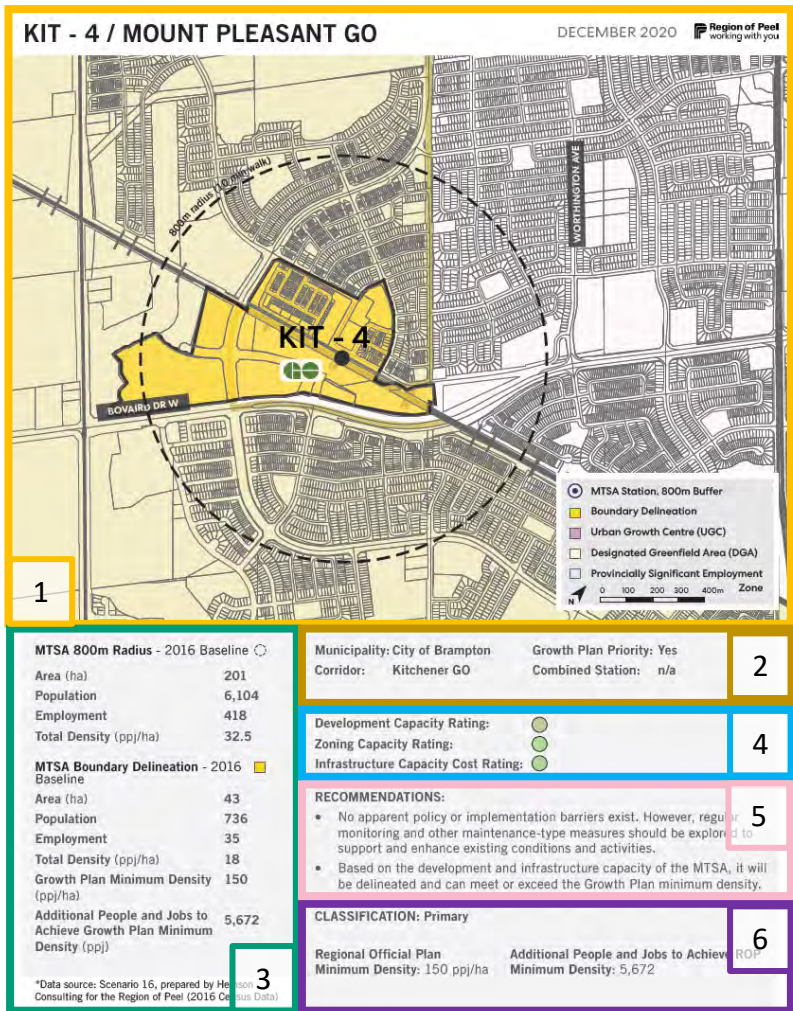 KIT - 4 / MOUNT PLEASANT GO
DECEMBER 2020
Region of Peel
working with you
800m radius (10 min walk)
WORTHINGTON AVE
KIT - 4
GO
BOVAIRD DR W
MTSA Station, 800m Buffer
Boundary Delineation
Urban Growth Centre (UGC)
Designated Greenfield Area (DGA)
Provincially Significant Employment
Zone
N
0 100 200 300 400m
1
MTSA 800m Radius - 2016 Baseline
Area (ha) 201
Population 6,104
Employment 418
Total Density (ppj/ha) 32.5
MTSA Boundary Delineation - 2016
Baseline
Area (ha) 43
Population 736
Employment 35
Total Density (ppj/ha) 18
Growth Plan Minimum Density 150
(ppj/ha)
Additional People and Jobs to 5,672
Achieve Growth Plan Minimum
Density (ppj)
*Data source: Scenario 16, prepared by Hemson
Consulting for the Region of Peel (2016 Census Data)
3
Municipality: City of Brampton Growth Plan Priority: Yes
Corridor: Kitchener GO Combined Station: n/a
2
Development Capacity Rating:
Zoning Capacity Rating:
Infrastructure Capacity Cost Rating:
4
RECOMMENDATIONS:
• No apparent policy or implementation barriers exist. However, regular
monitoring and other maintenance-type measures should be explored to
support and enhance existing conditions and activities.
• Based on the development and infrastructure capacity of the MTSA, it will
be delineated and can meet or exceed the Growth Plan minimum density.
5
CLASSIFICATION: Primary
Regional Official Plan Additional People and Jobs to Achieve ROP
Minimum Density: 150 ppj/ha Minimum Density: 5,672
6